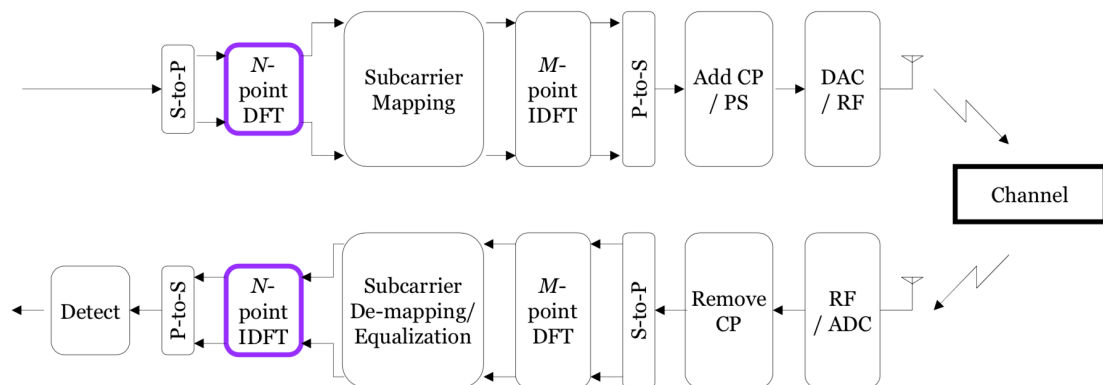 S-to-P
N-
point
DFT
Subcarrier
Mapping
M-
point
IDFT
P-to-S
Add CP
/ PS
DAC
/ RF
Channel
Detect
P-to-S
N-
point
IDFT
Subcarrier
De-mapping/
Equalization
M-
point
DFT
S-to-P
Remove
CP
RF
/ ADC